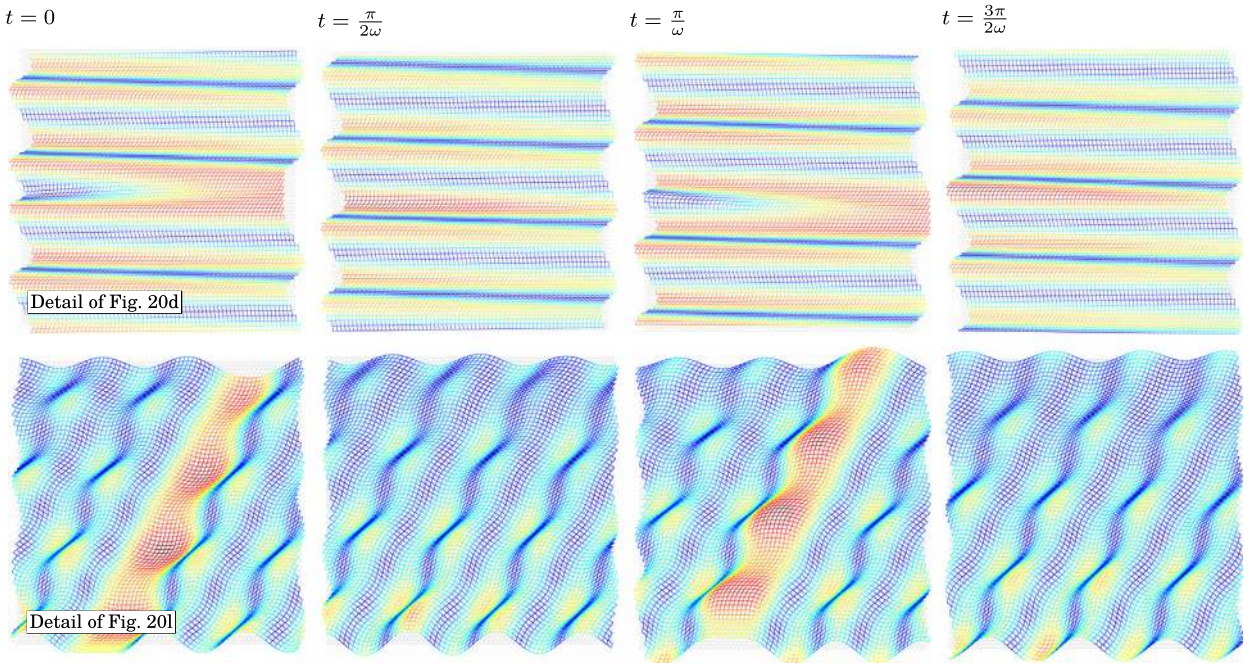 t = 0
t = π/2ω
t = π/ω
t = 3π/2ω
Detail of Fig. 20d
Detail of Fig. 20l